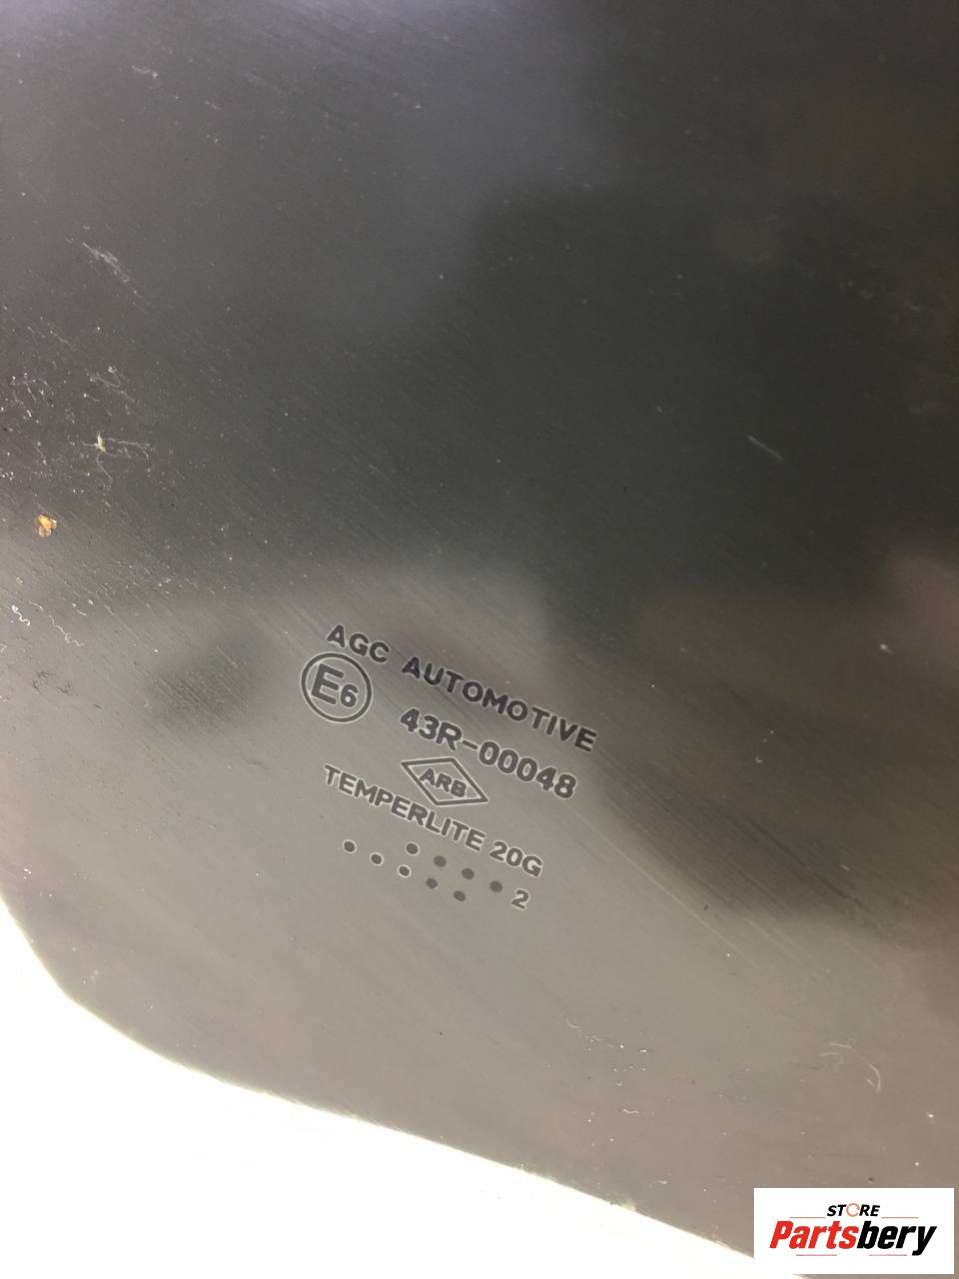 AGC AUTOMOTIVE
E6
43R-00048
ARB
TEMPERLITE 20G
2
STORE
Partsbery